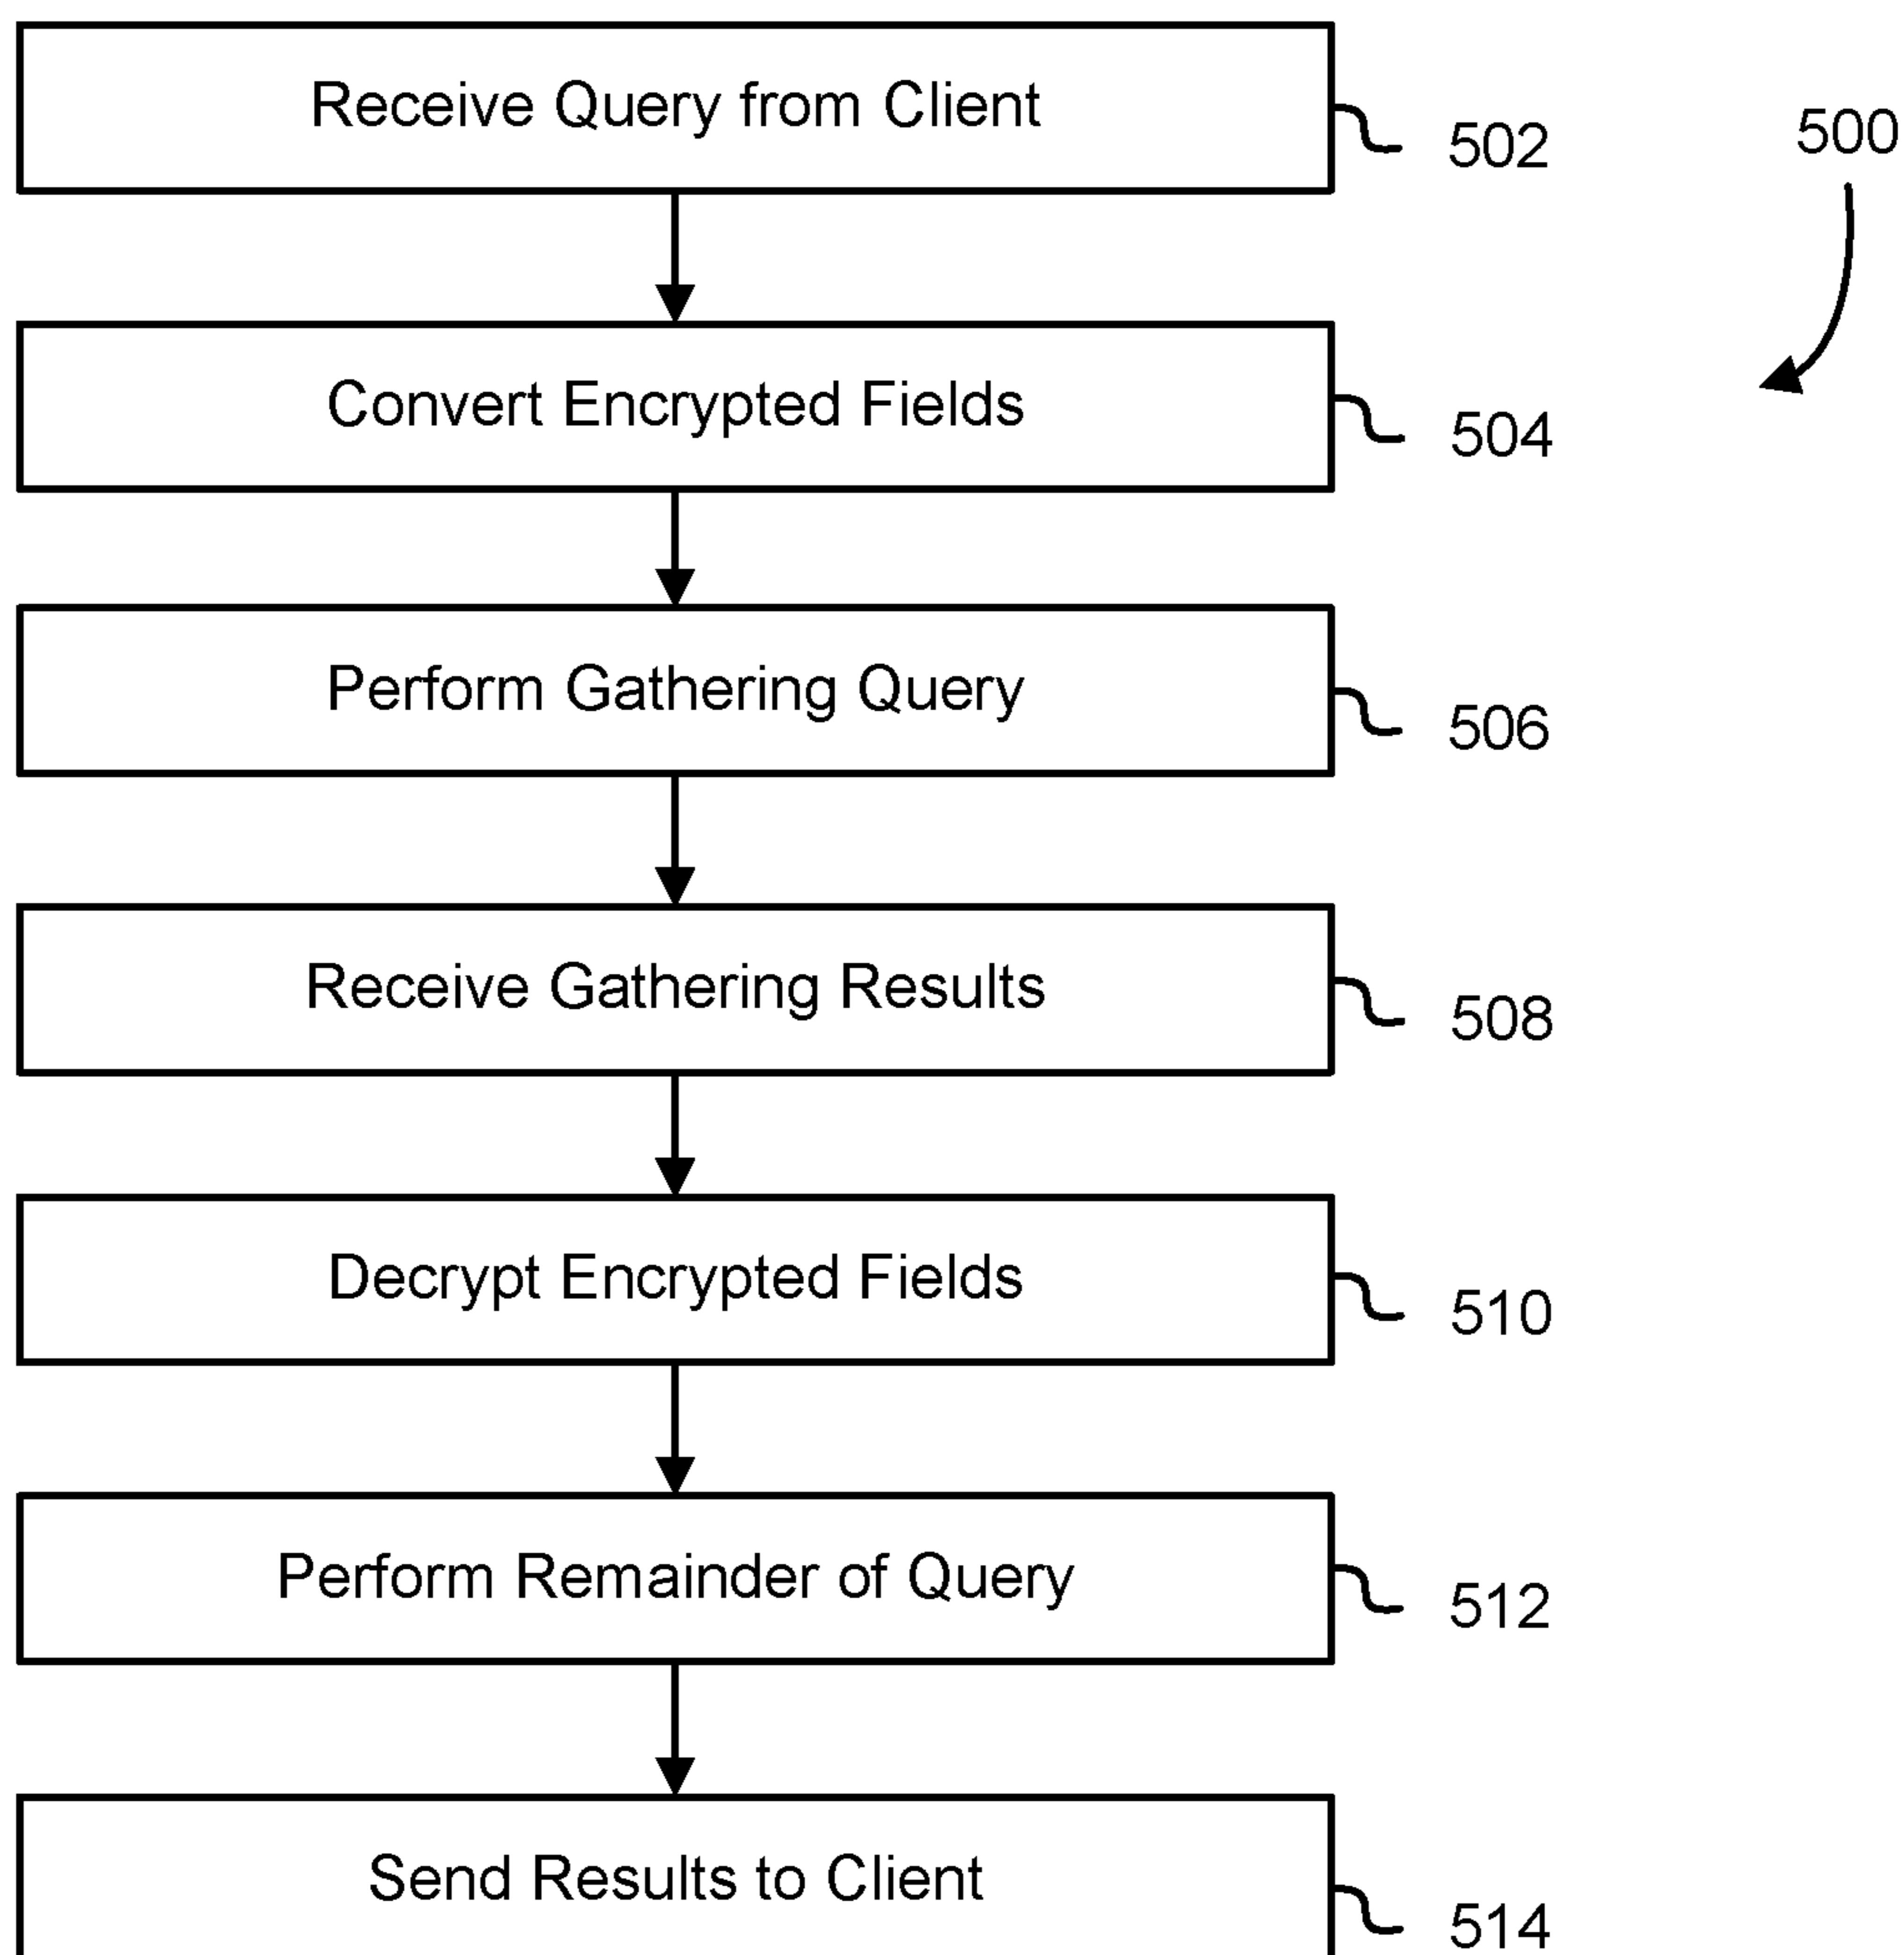 Receive Query from Client
502
500
Convert Encrypted Fields
504
Perform Gathering Query
506
Receive Gathering Results
508
Decrypt Encrypted Fields
510
Perform Remainder of Query
512
Send Results to Client
514